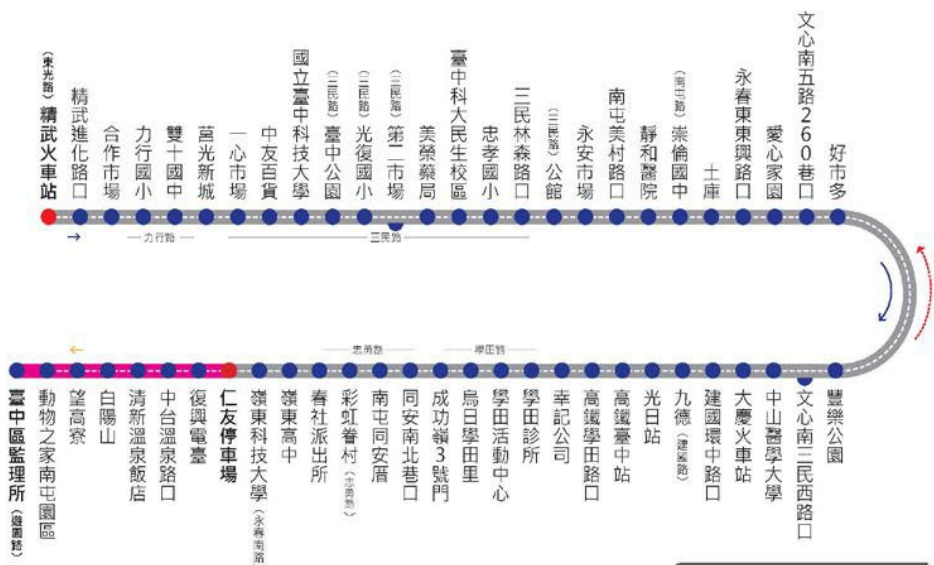 精武火車站(東光路)
精武進化路口
合作市場
力行國小
雙十國中
莒光新城
一心市場
中友百貨
國立臺中科技大學
臺中公園(三民路)
光復國小(三民路)
第二市場(三民路)
美榮藥局
臺中科大民生校區
忠孝國小
三民林森路口
公館(三民路)
永安市場
南屯美村路口
靜和醫院
崇倫國中(南屯路)
土庫
永春東東興路口
愛心家園
文心南五路260巷口
好市多
力行路
三民路
忠勇路
學田路
臺中區監理所(遊園路)
動物之家南屯園區
望高寮
白陽山
清新溫泉飯店
中台溫泉路口
復興電臺
仁友停車場
嶺東科技大學(永春南路
嶺東高中
春社派出所
彩虹眷村(忠勇路)
南屯同安厝
同安南北巷口
成功嶺3號門
烏日學田里
學田活動中心
學田診所
幸記公司
高鐵學田路口
高鐵臺中站
光日站
九德(建國路)
建國環中路口
大慶火車站
中山醫學大學
文心南三民西路口
豐樂公園